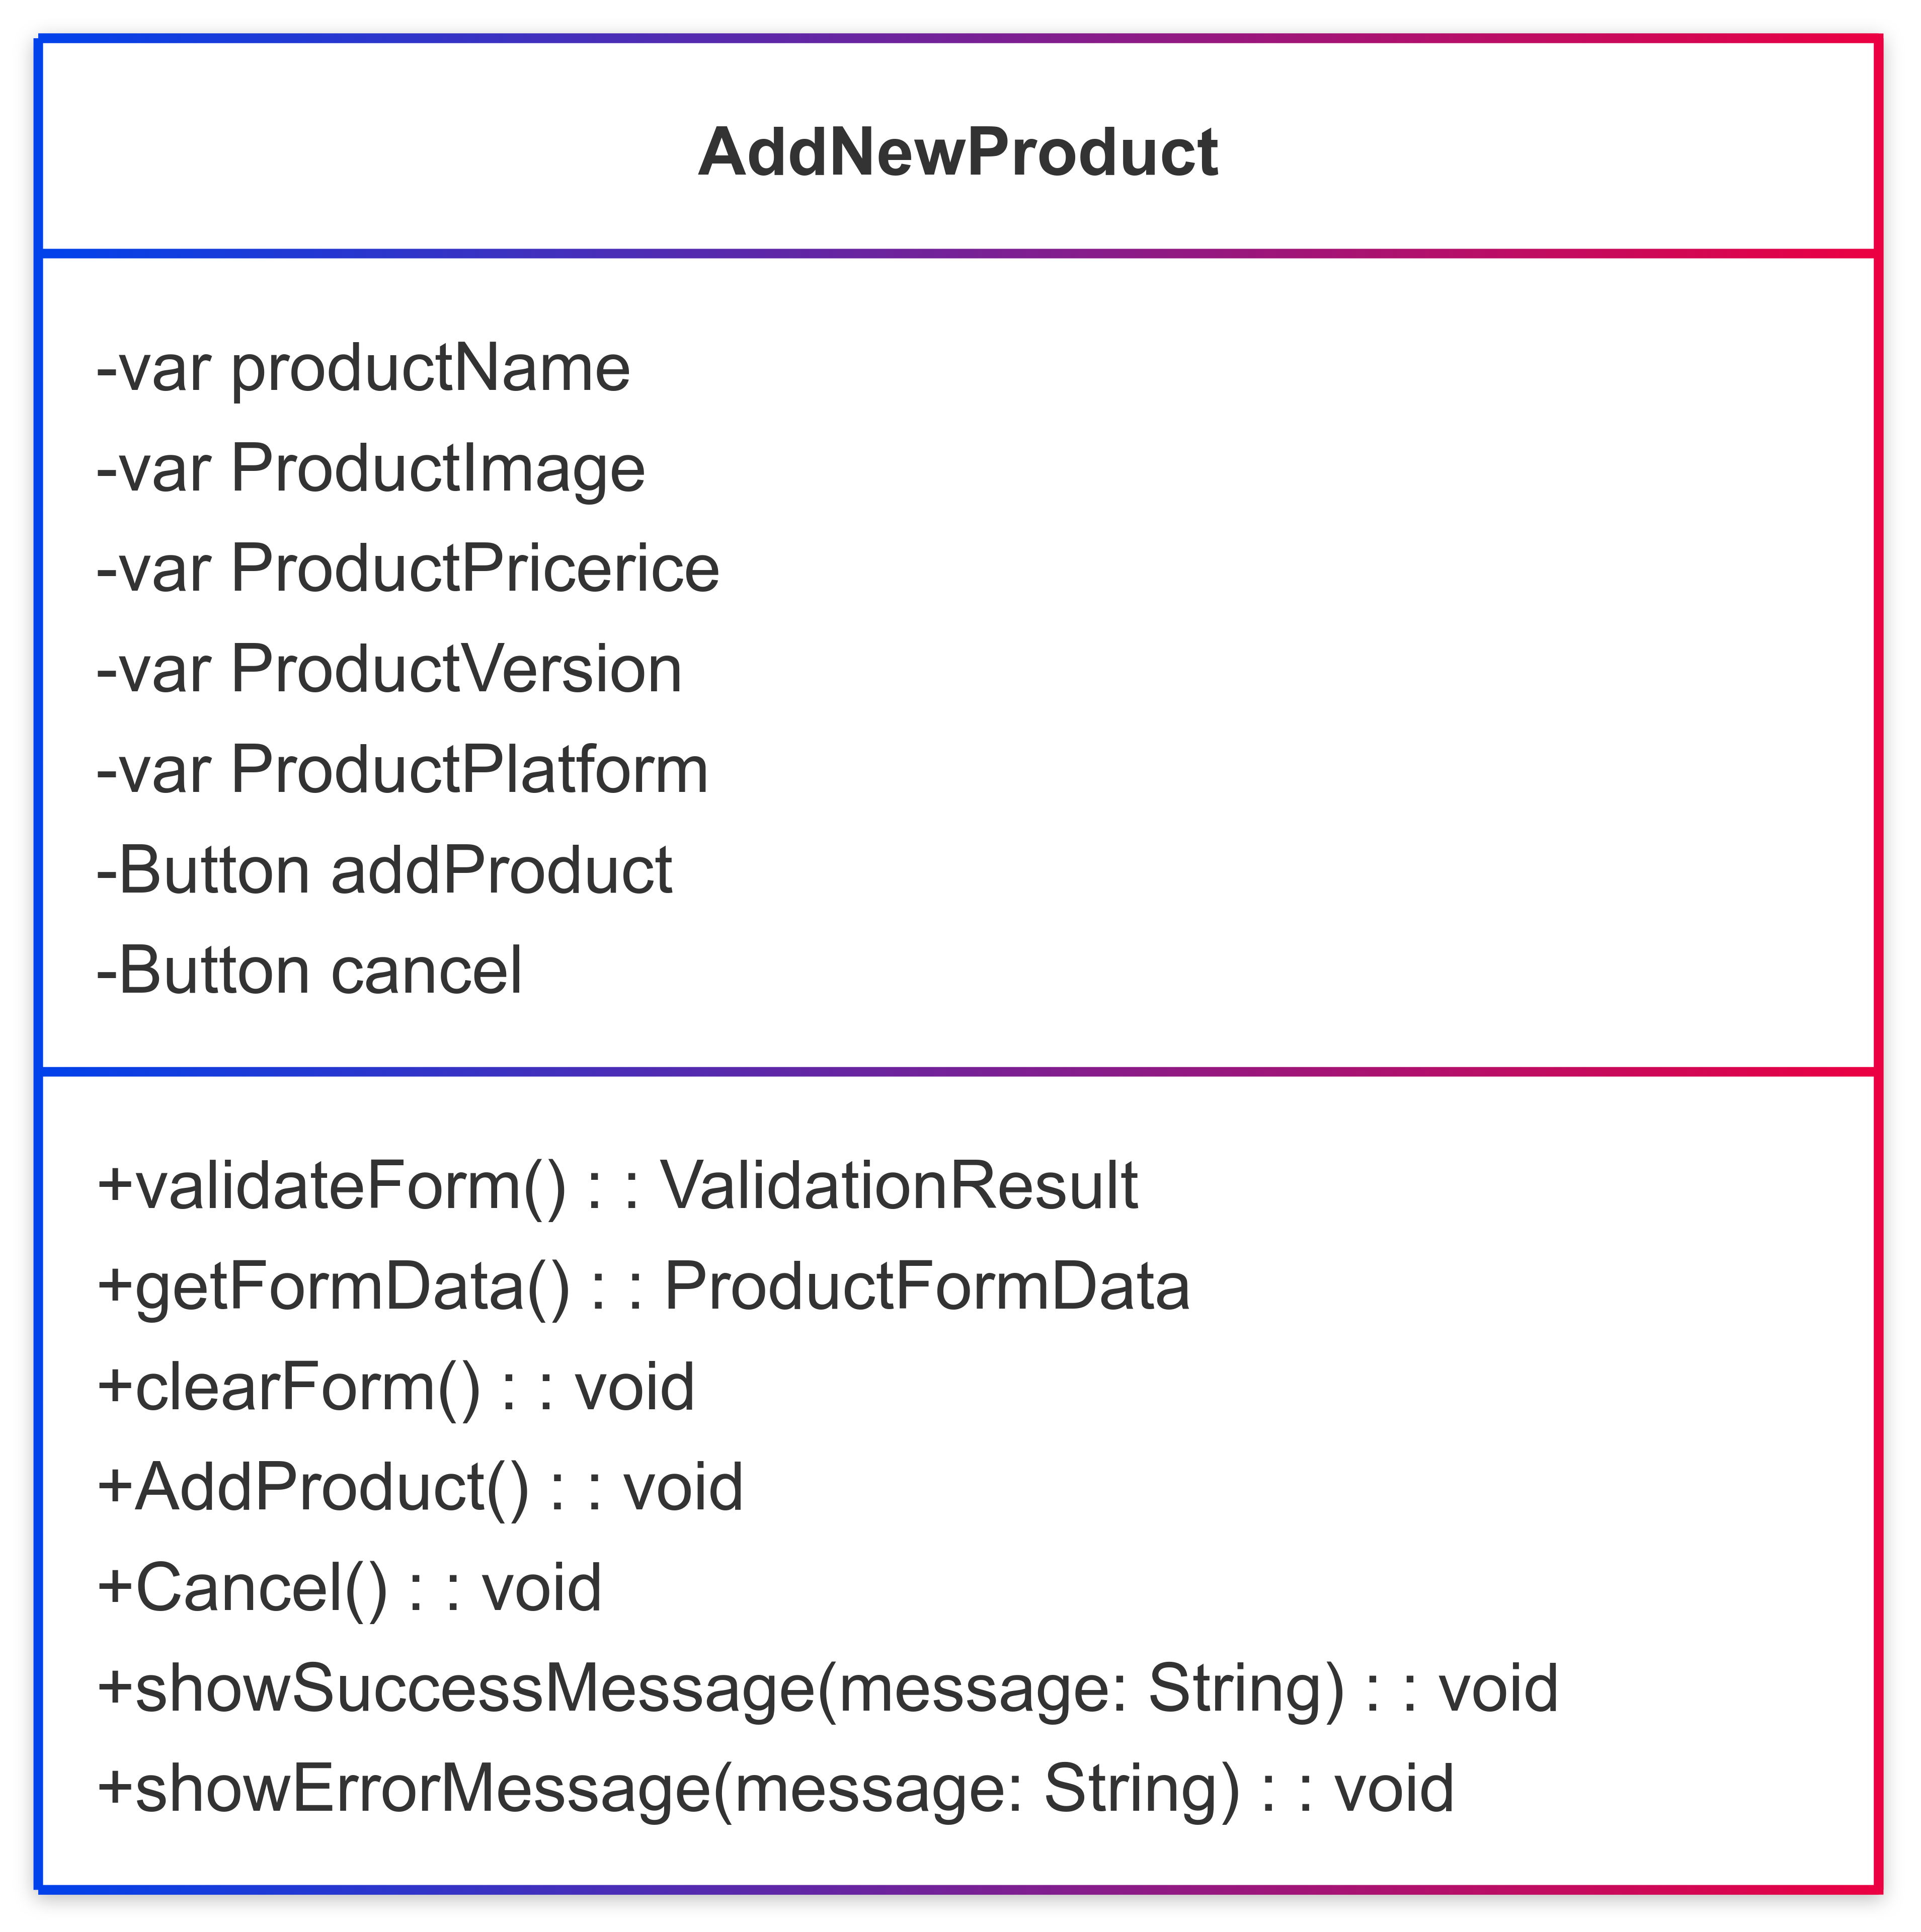 AddNewProduct
-var productName
-var ProductImage
-var ProductPricerice
-var ProductVersion
-var ProductPlatform
-Button addProduct
-Button cancel
+validateForm() : : ValidationResult
+getFormData() : : ProductFormData
+clearForm() : : void
+AddProduct() : : void
+Cancel() : : void
+showSuccessMessage(message: String) : : void
+showErrorMessage(message: String) : : void